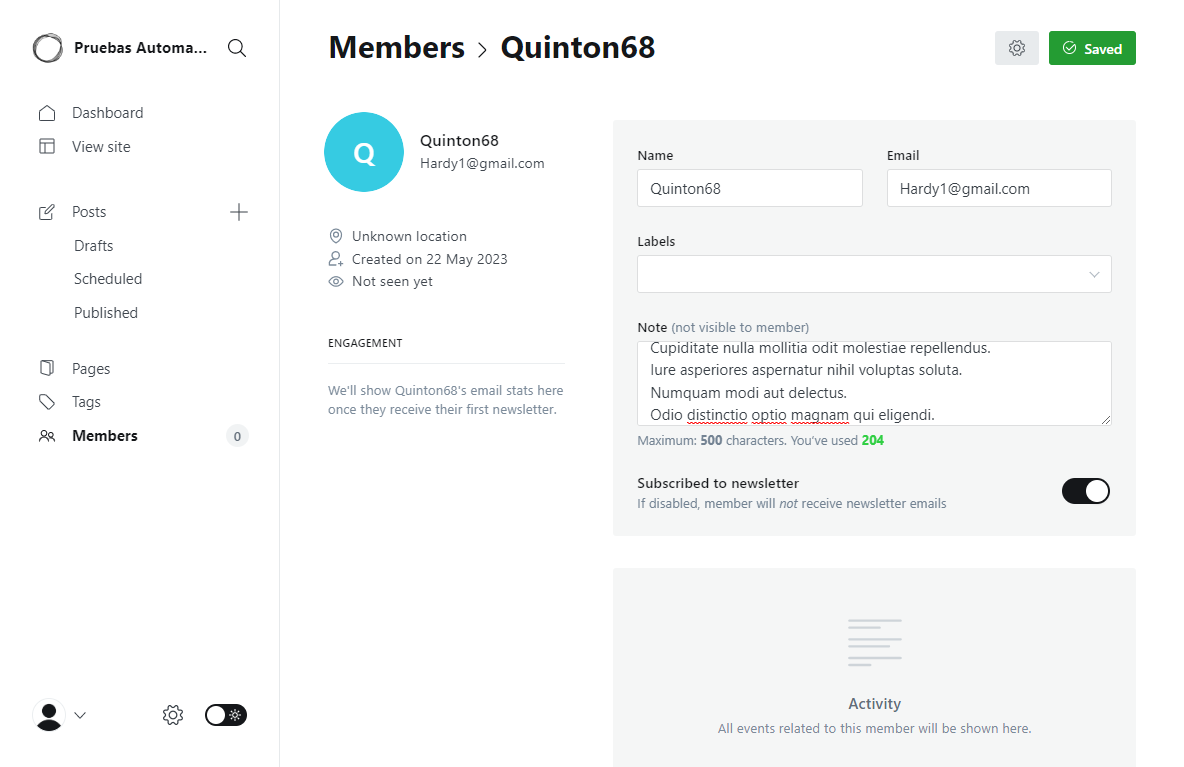 Pruebas Automa...
Dashboard
View site
Posts
Drafts
Scheduled
Published
Pages
Tags
Members
0
Members > Quinton68
Saved
Q
Quinton68
Hardy1@gmail.com
Unknown location
Created on 22 May 2023
Not seen yet
ENGAGEMENT
We'll show Quinton68's email stats here
once they receive their first newsletter.
Name
Email
Quinton68
Hardy1@gmail.com
Labels
Note (not visible to member)
Cupiditate nulla mollitia odit molestiae repellendus.
Iure asperiores aspernatur nihil voluptas soluta.
Numquam modi aut delectus.
Odio distinctio optio magnam qui eligendi.
Maximum: 500 characters. You've used 204
Subscribed to newsletter
If disabled, member will not receive newsletter emails
Activity
All events related to this member will be shown here.